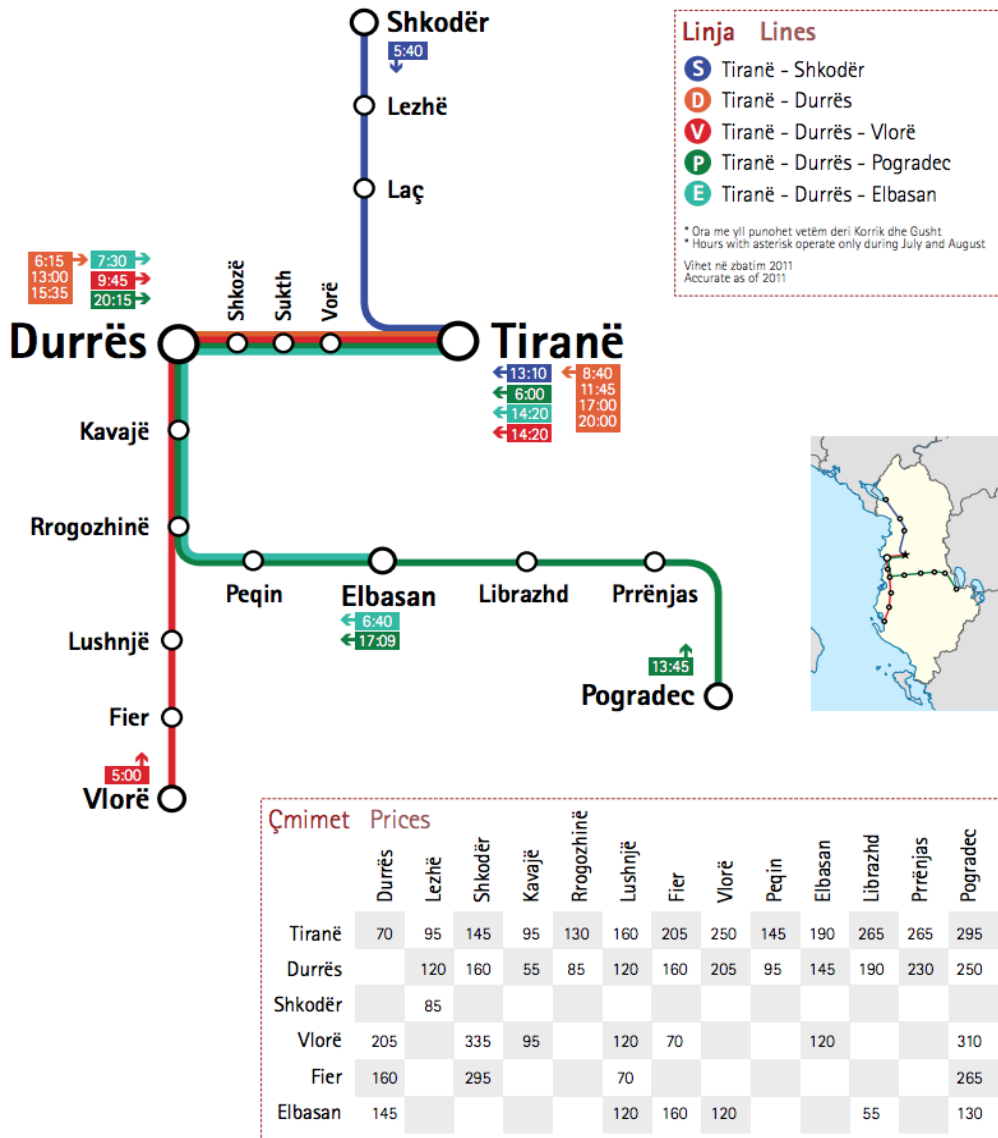 Shkodër
5:40
Lezhë
Laç
Linja Lines
S Tiranë - Shkodër
D Tiranë - Durrës
V Tiranë - Durrës - Vlorë
P Tiranë - Durrës - Pogradec
E Tiranë - Durrës - Elbasan
* Ora me yll punohet vetëm deri Korrik dhe Gusht
* Hours with asterisk operate only during July and August
Vihet në zbatim 2011
Accurate as of 2011
6:15 7:30
13:00 9:45
15:35 20:15
Shkozë
Sukth
Vorë
Durrës
Tiranë
13:10 8:40
6:00 11:45
14:20 17:00
14:20 20:00
Kavajë
Rrogozhinë
Peqin
Elbasan
6:40
17:09
Librazhd
Prrënjas
13:45
Pogradec
Lushnjë
Fier
5:00
Vlorë
Çmimet Prices
Durrës Lezhë Shkodër Kavajë Rrogozhinë Lushnjë Fier Vlorë Peqin Elbasan Librazhd Prrënjas Pogradec
Tiranë 70 95 145 95 130 160 205 250 145 190 265 265 295
Durrës 120 160 55 85 120 160 205 95 145 190 230 250
Shkodër 85
Vlorë 205 335 95 120 70 120 310
Fier 160 295 70 265
Elbasan 145 120 160 120 55 130